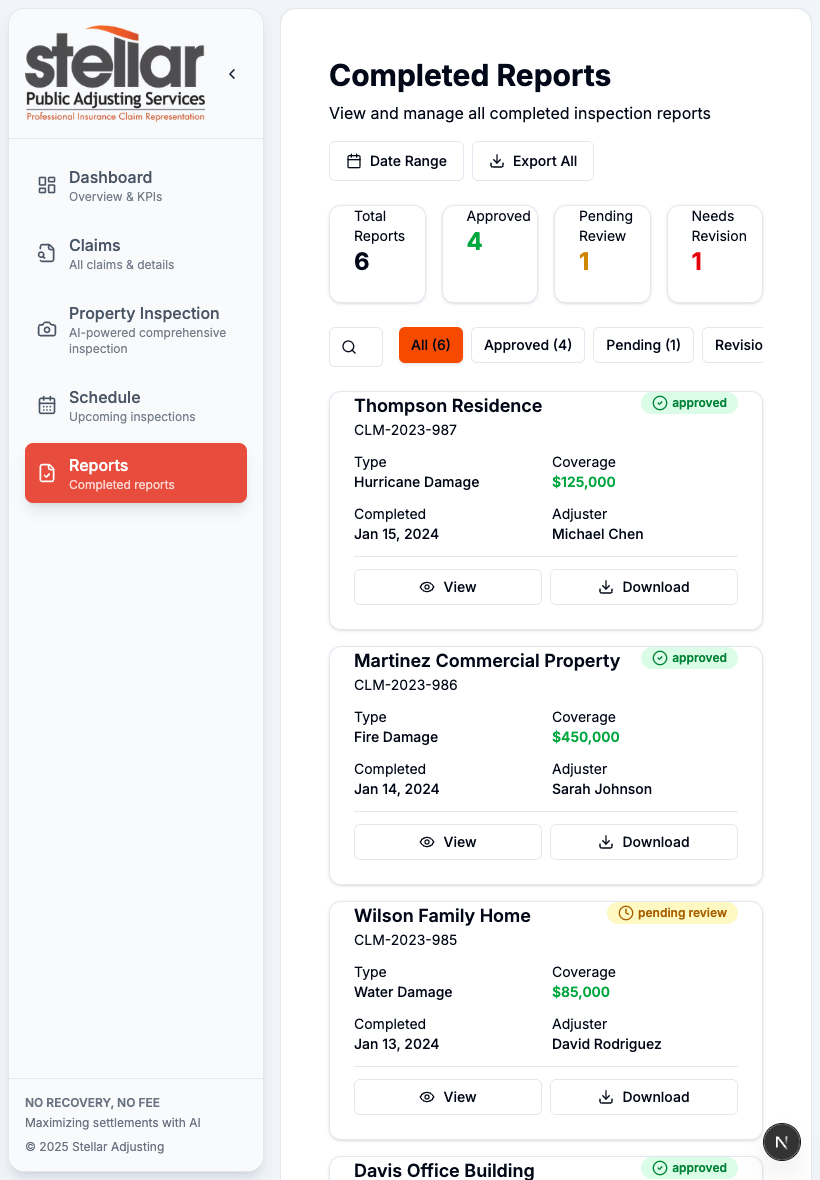 stellar
Public Adjusting Services
Professional Insurance Claim Representation
Dashboard
Overview & KPIs
Claims
All claims & details
Property Inspection
AI-powered comprehensive
inspection
Schedule
Upcoming inspections
Reports
Completed reports
NO RECOVERY, NO FEE
Maximizing settlements with AI
© 2025 Stellar Adjusting
Completed Reports
View and manage all completed inspection reports
Date Range
Export All
Total
Reports
6
Approved
4
Pending
Review
1
Needs
Revision
1
All (6)
Approved (4)
Pending (1)
Revisio
Thompson Residence
approved
CLM-2023-987
Type
Coverage
Hurricane Damage
$125,000
Completed
Adjuster
Jan 15, 2024
Michael Chen
View
Download
Martinez Commercial Property
approved
CLM-2023-986
Type
Coverage
Fire Damage
$450,000
Completed
Adjuster
Jan 14, 2024
Sarah Johnson
View
Download
Wilson Family Home
pending review
CLM-2023-985
Type
Coverage
Water Damage
$85,000
Completed
Adjuster
Jan 13, 2024
David Rodriguez
View
Download
Davis Office Building
approved
N